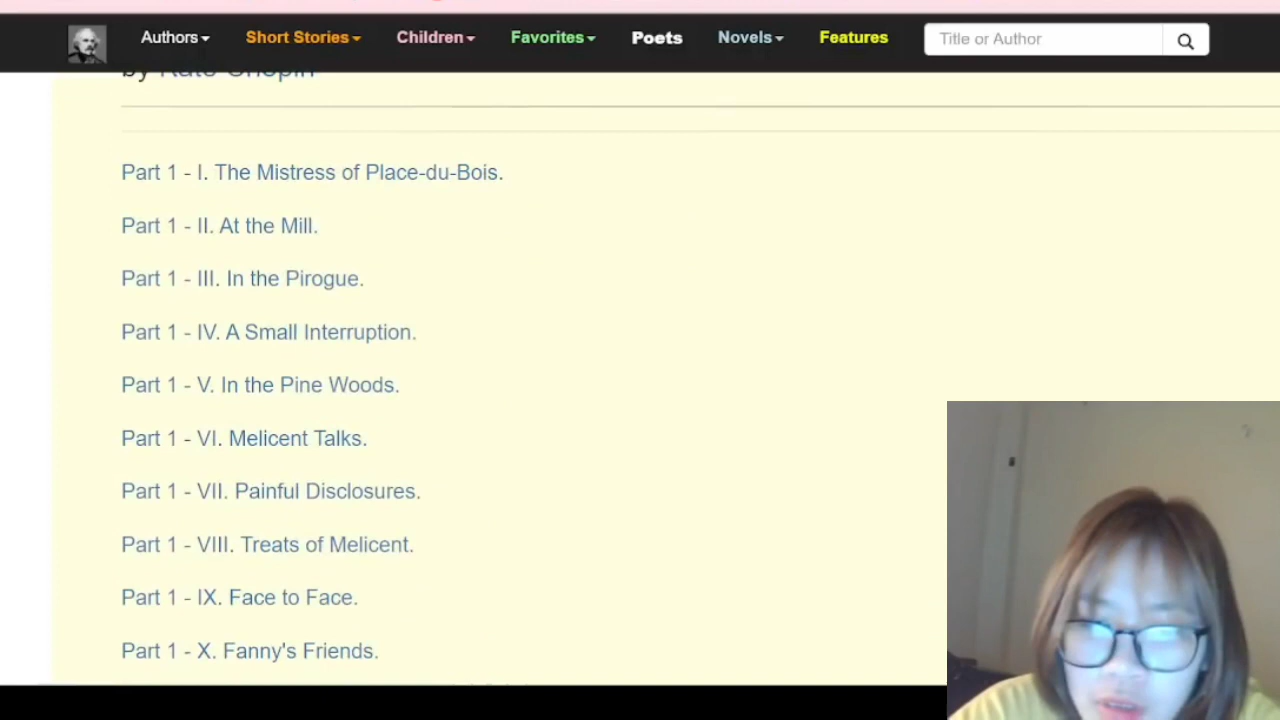 Authors Short Stories Children Favorites Poets Novels Features Title or Author
by Kate Chopin
Part 1 - I. The Mistress of Place-du-Bois.
Part 1 - II. At the Mill.
Part 1 - III. In the Pirogue.
Part 1 - IV. A Small Interruption.
Part 1 - V. In the Pine Woods.
Part 1 - VI. Melicent Talks.
Part 1 - VII. Painful Disclosures.
Part 1 - VIII. Treats of Melicent.
Part 1 - IX. Face to Face.
Part 1 - X. Fanny's Friends.